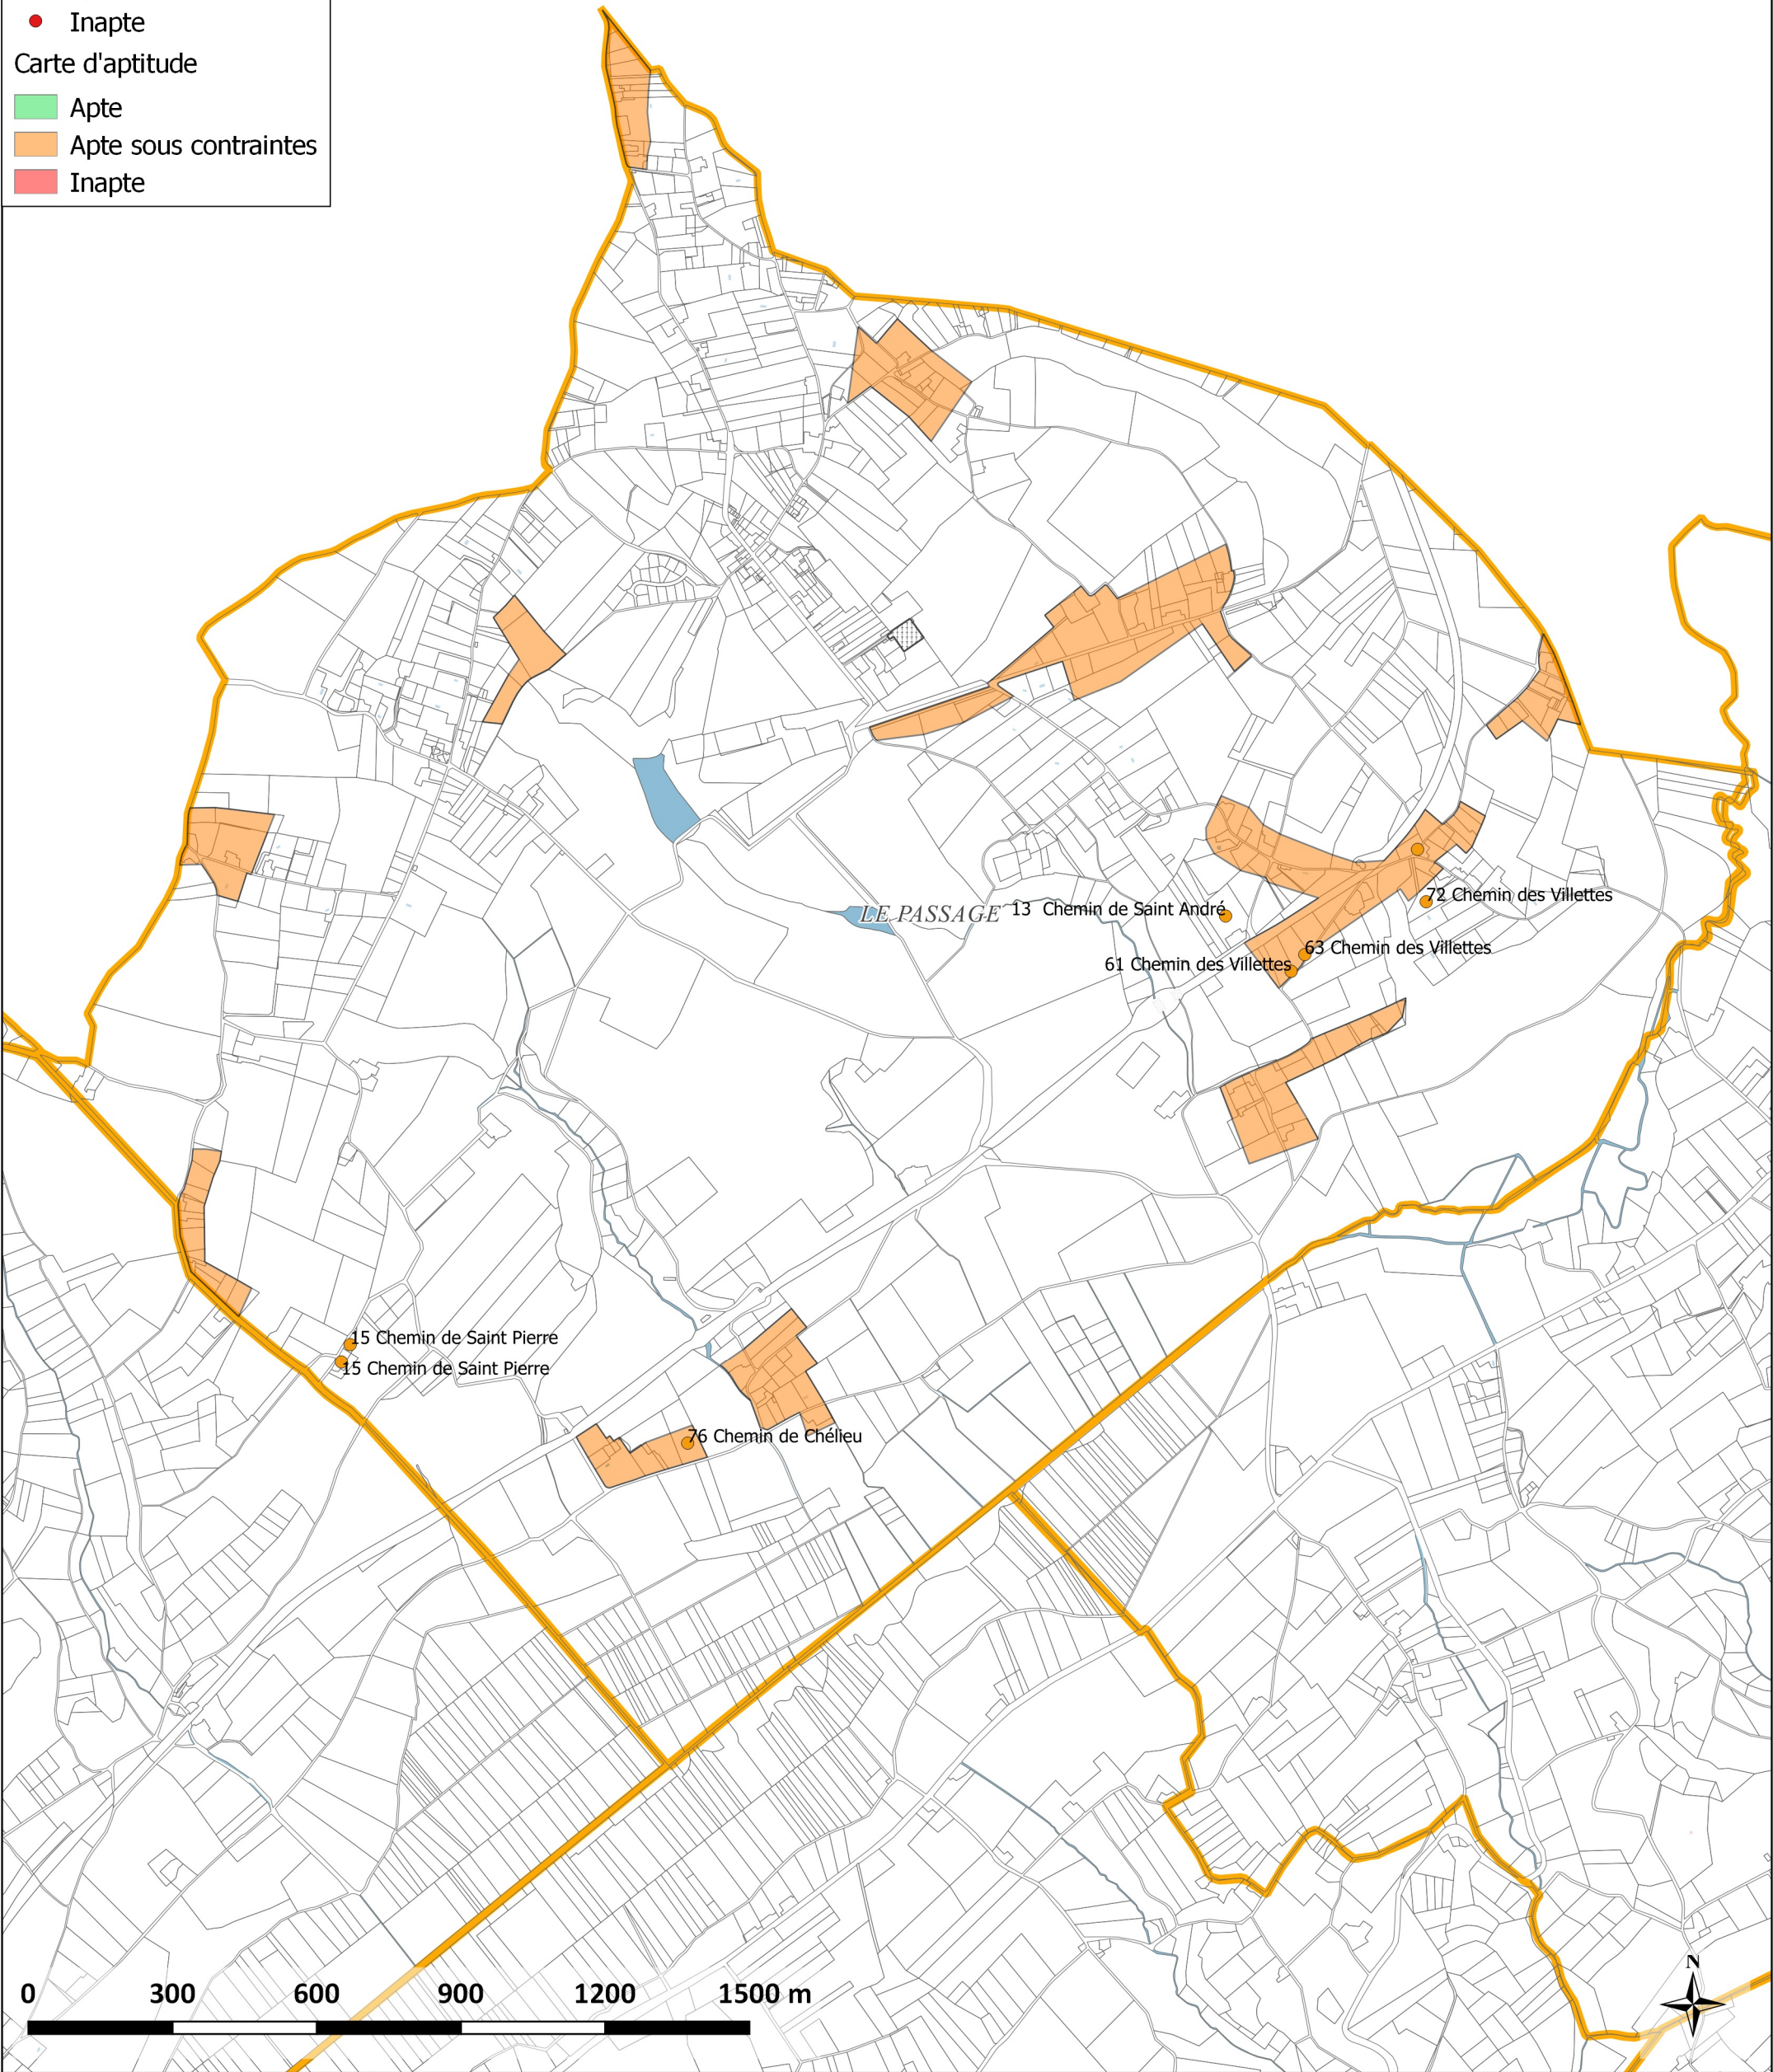 Inapte
Carte d'aptitude
Apte
Apte sous contraintes
Inapte
72 Chemin des Villettes
LE PASSAGE
13  Chemin de Saint André
63 Chemin des Villettes
61 Chemin des Villettes
15 Chemin de Saint Pierre
15 Chemin de Saint Pierre
76 Chemin de Chélieu
N
0 300 600 900 1200 1500 m